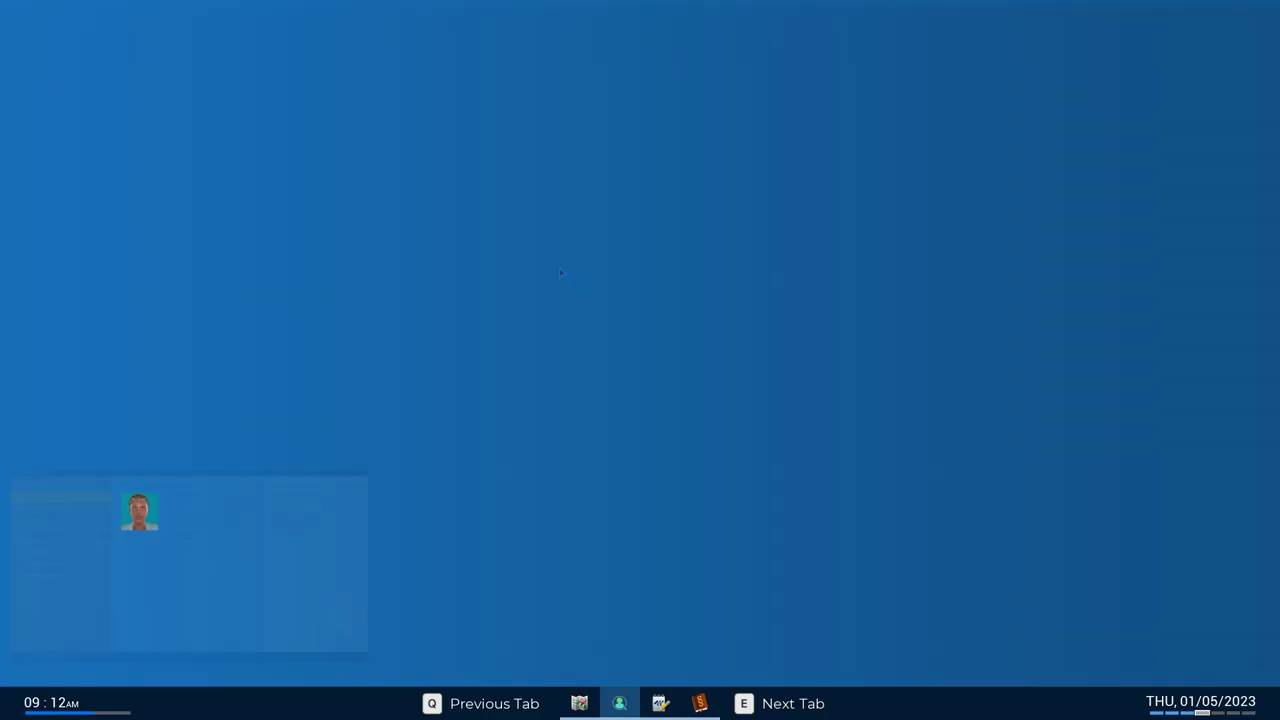 09 : 12AM
Q Previous Tab
E Next Tab
THU, 01/05/2023